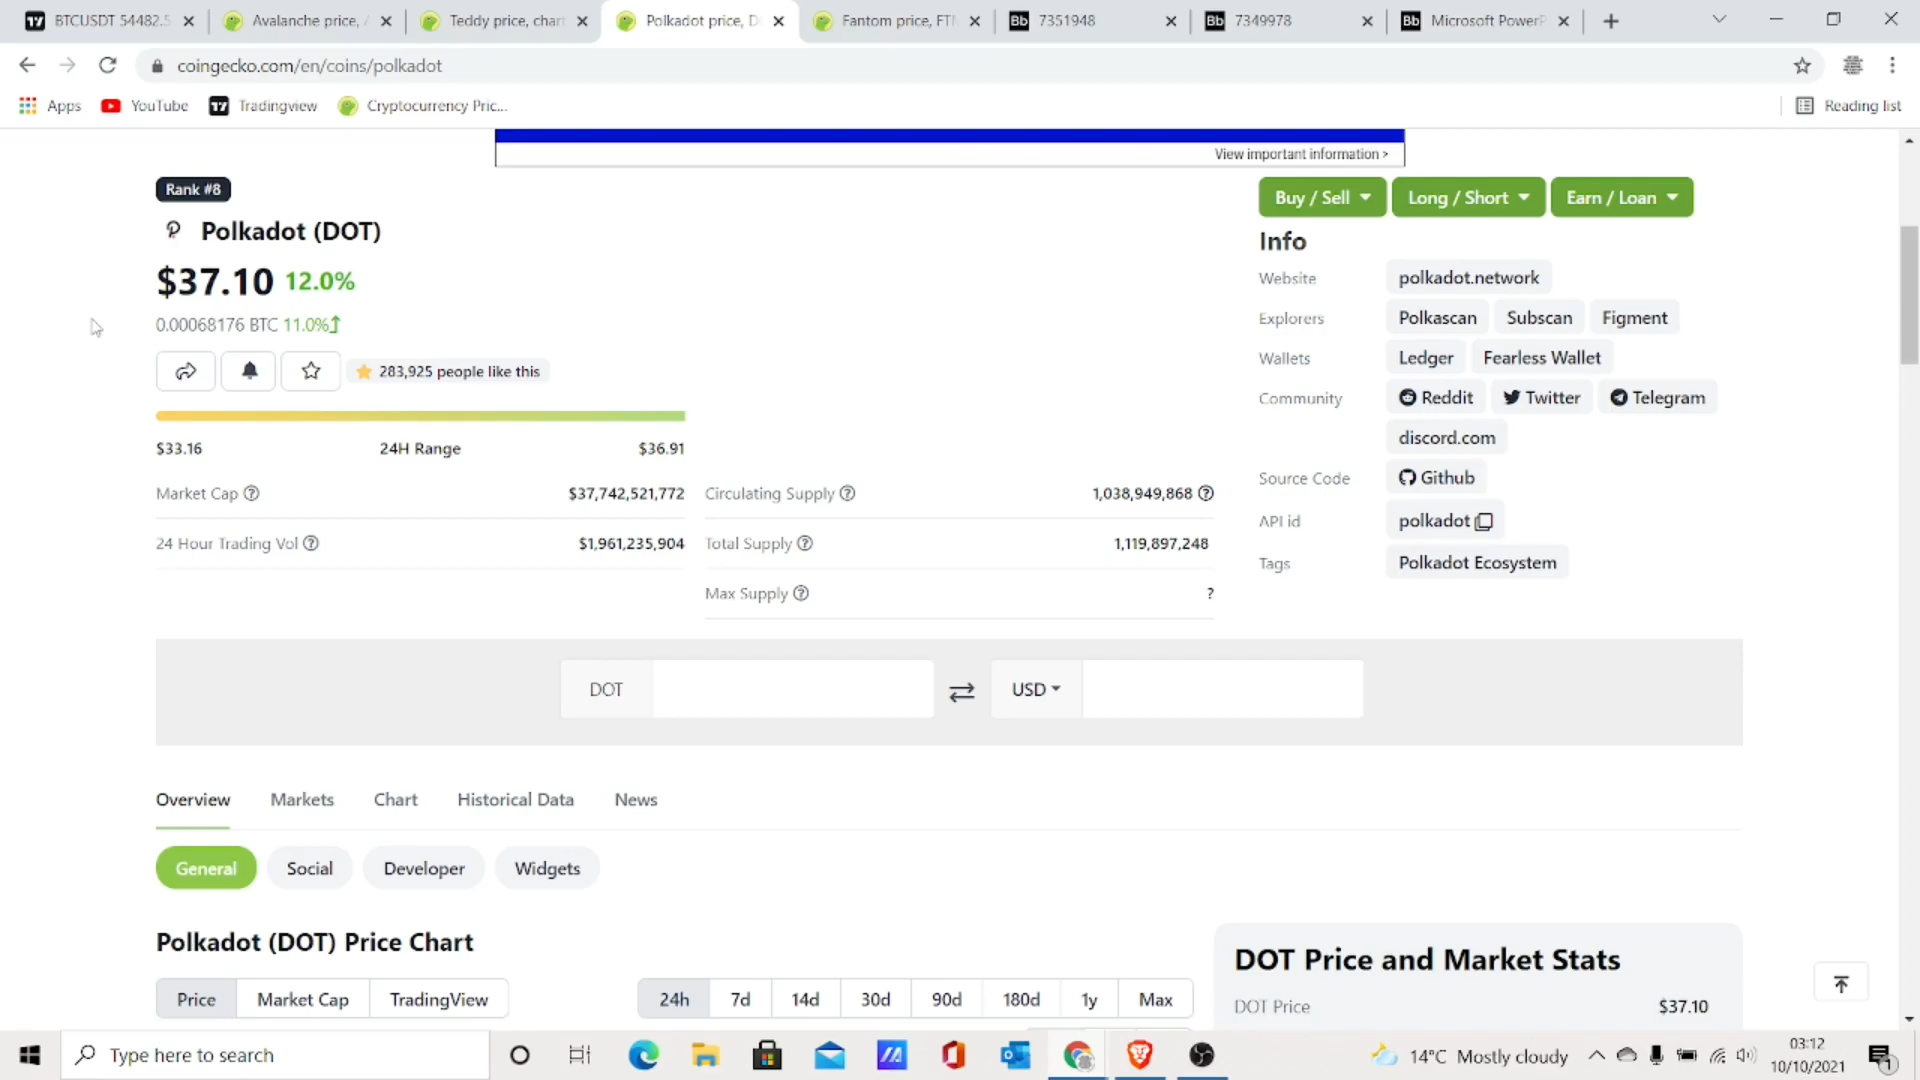 BTCUSDT 54482.5
Avalanche price, A
Teddy price, chart
Polkadot price, D
Fantom price, FT
Bb 7351948
Bb 7349978
Bb Microsoft PowerP
coingecko.com/en/coins/polkadot
Apps
YouTube
Tradingview
Cryptocurrency Pric...
Reading list
View important information >
Rank #8
Polkadot (DOT)
$37.10 12.0%
0.00068176 BTC 11.0%
283,925 people like this
$33.16 24H Range $36.91
Market Cap $37,742,521,772
24 Hour Trading Vol $1,961,235,904
Circulating Supply 1,038,949,868
Total Supply 1,119,897,248
Max Supply ?
Buy / Sell
Long / Short
Earn / Loan
Info
Website polkadot.network
Explorers Polkascan Subscan Figment
Wallets Ledger Fearless Wallet
Community Reddit Twitter Telegram
discord.com
Source Code Github
API id polkadot
Tags Polkadot Ecosystem
DOT
USD
Overview Markets Chart Historical Data News
General Social Developer Widgets
Polkadot (DOT) Price Chart
Price Market Cap TradingView
24h 7d 14d 30d 90d 180d 1y Max
DOT Price and Market Stats
DOT Price $37.10
Type here to search
14°C Mostly cloudy
03:12
10/10/2021
1